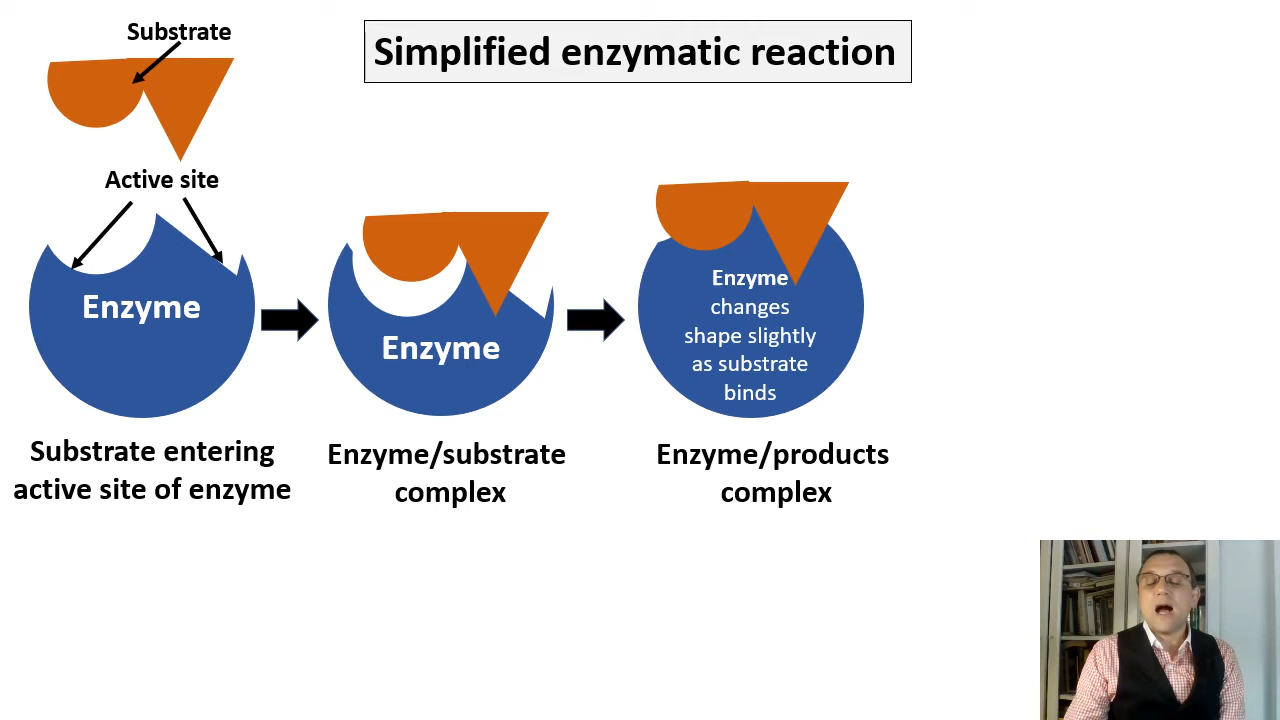 Substrate
Simplified enzymatic reaction
Active site
Enzyme
Enzyme
Enzyme
changes
shape slightly
as substrate
binds
Substrate entering
active site of enzyme
Enzyme/substrate
complex
Enzyme/products
complex